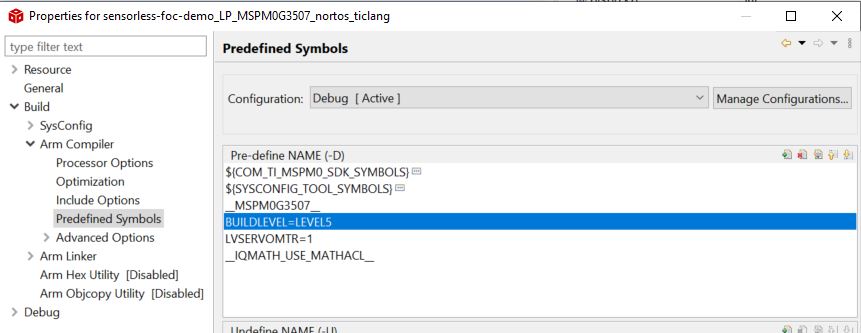 Properties for sensorless-foc-demo_LP_MSPM0G3507_nortos_ticlang
type filter text
Resource
General
Build
SysConfig
Arm Compiler
Processor Options
Optimization
Include Options
Predefined Symbols
Advanced Options
Arm Linker
Arm Hex Utility [Disabled]
Arm Objcopy Utility [Disabled]
Debug
Predefined Symbols
Configuration: Debug [ Active ]
Manage Configurations...
Pre-define NAME (-D)
${COM_TI_MSPM0_SDK_SYMBOLS}
${SYSCONFIG_TOOL_SYMBOLS}
__MSPM0G3507__
BUILDLEVEL=LEVEL5
LVSERVOMTR=1
__IQMATH_USE_MATHACL__
Undefine NAME (-U)